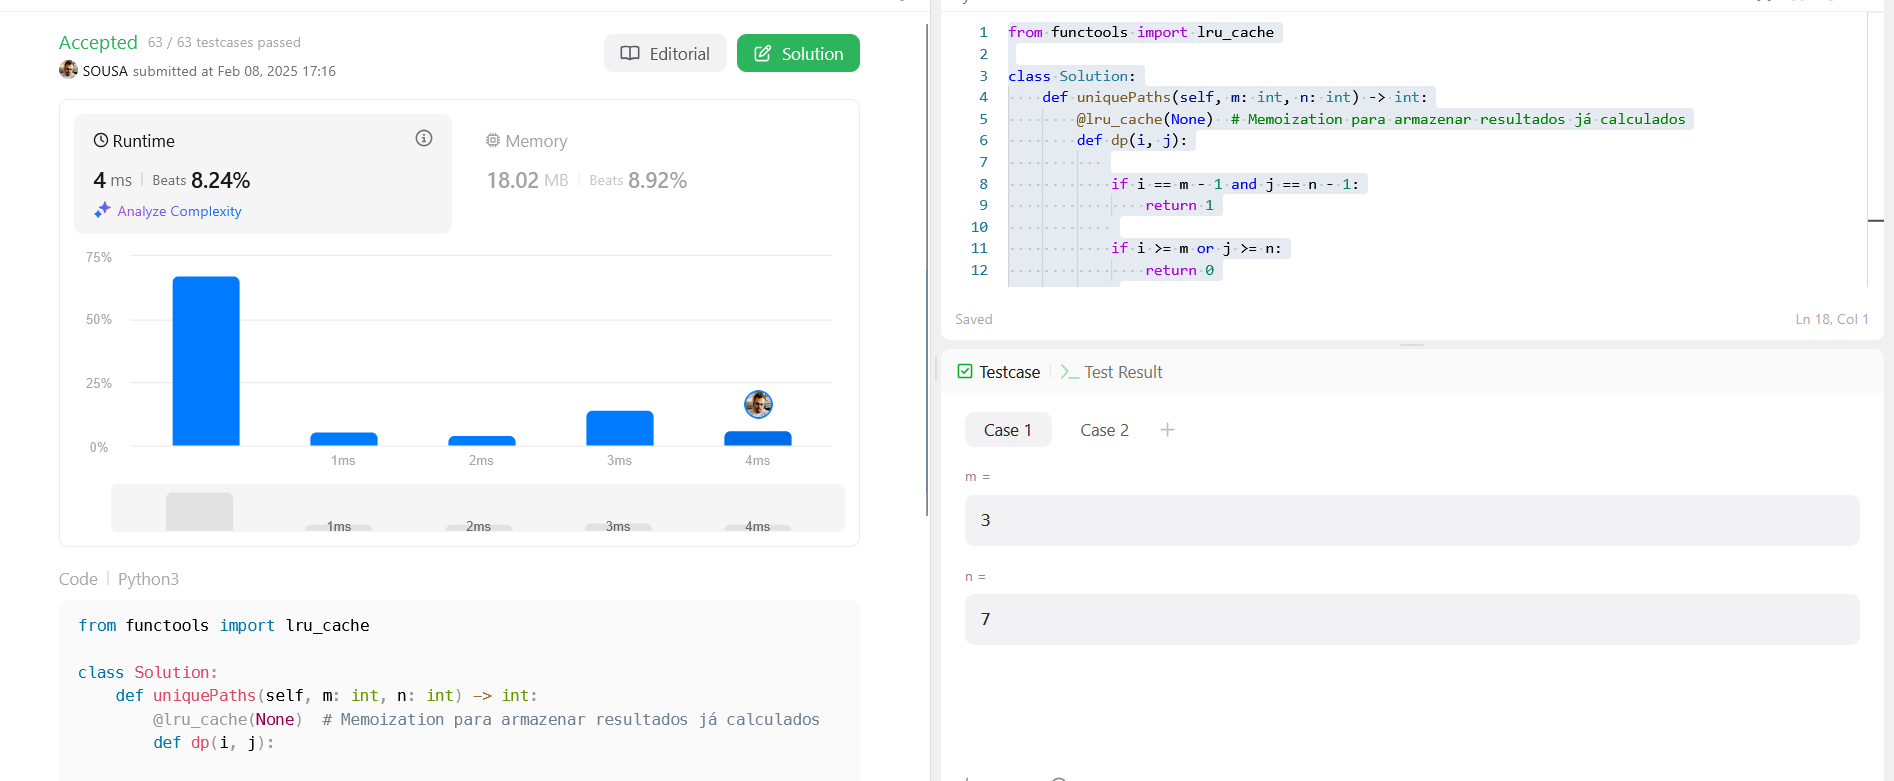 Accepted 63 / 63 testcases passed
SOUSA submitted at Feb 08, 2025 17:16
Editorial
Solution
Runtime
4 ms | Beats 8.24%
Analyze Complexity
Memory
18.02 MB | Beats 8.92%
75%
50%
25%
0%
1ms 2ms 3ms 4ms
1ms 2ms 3ms 4ms
Code | Python3
from functools import lru_cache
class Solution:
    def uniquePaths(self, m: int, n: int) -> int:
        @lru_cache(None)  # Memoization para armazenar resultados já calculados
        def dp(i, j):
1 from functools import lru_cache
2
3 class Solution:
4     def uniquePaths(self, m: int, n: int) -> int:
5         @lru_cache(None)  # Memoization para armazenar resultados já calculados
6         def dp(i, j):
7
8             if i == m - 1 and j == n - 1:
9                 return 1
10
11             if i >= m or j >= n:
12                 return 0
Saved
Ln 18, Col 1
Testcase | >_ Test Result
Case 1 Case 2 +
m =
3
n =
7